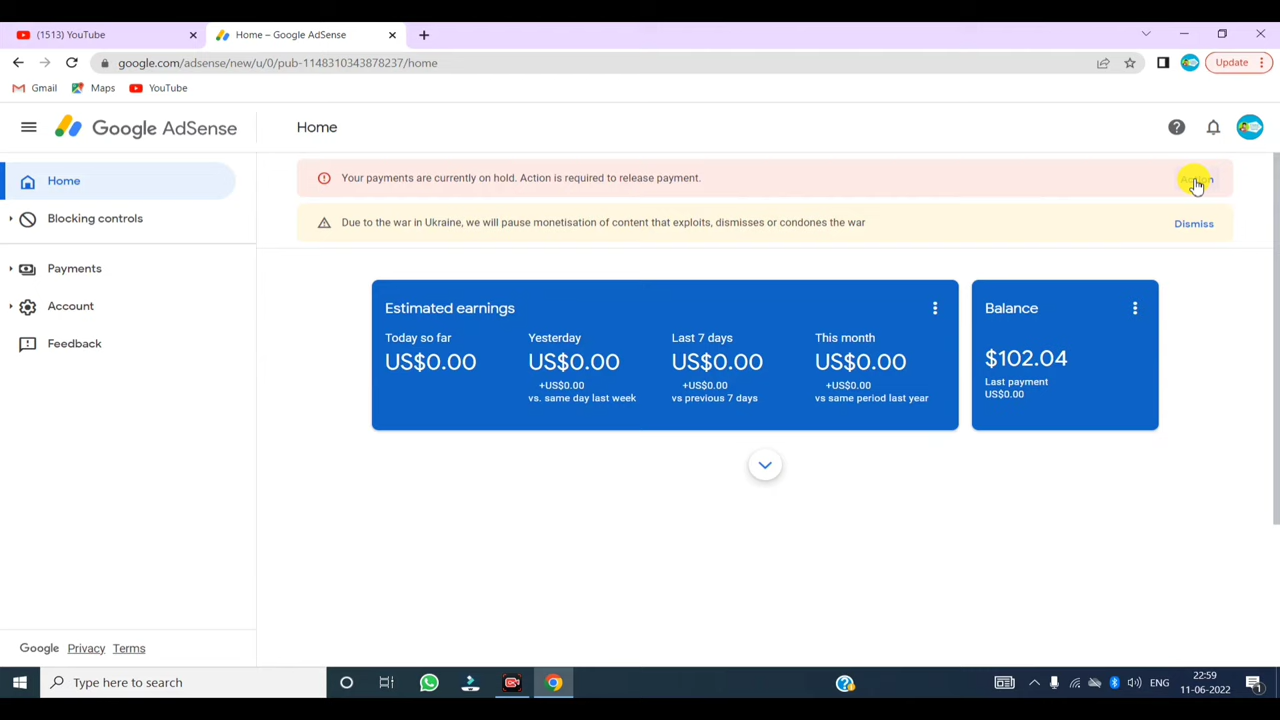 (1513) YouTube
Home – Google AdSense
google.com/adsense/new/u/0/pub-1148310343878237/home
Update
Gmail
Maps
YouTube
Google AdSense
Home
Home
Blocking controls
Payments
Account
Feedback
Your payments are currently on hold. Action is required to release payment.
Action
Due to the war in Ukraine, we will pause monetisation of content that exploits, dismisses or condones the war
Dismiss
Estimated earnings
Today so far
US$0.00
Yesterday
US$0.00
+US$0.00
vs. same day last week
Last 7 days
US$0.00
+US$0.00
vs previous 7 days
This month
US$0.00
+US$0.00
vs same period last year
Balance
$102.04
Last payment
US$0.00
Google Privacy Terms
Type here to search
ENG
22:59
11-06-2022
1